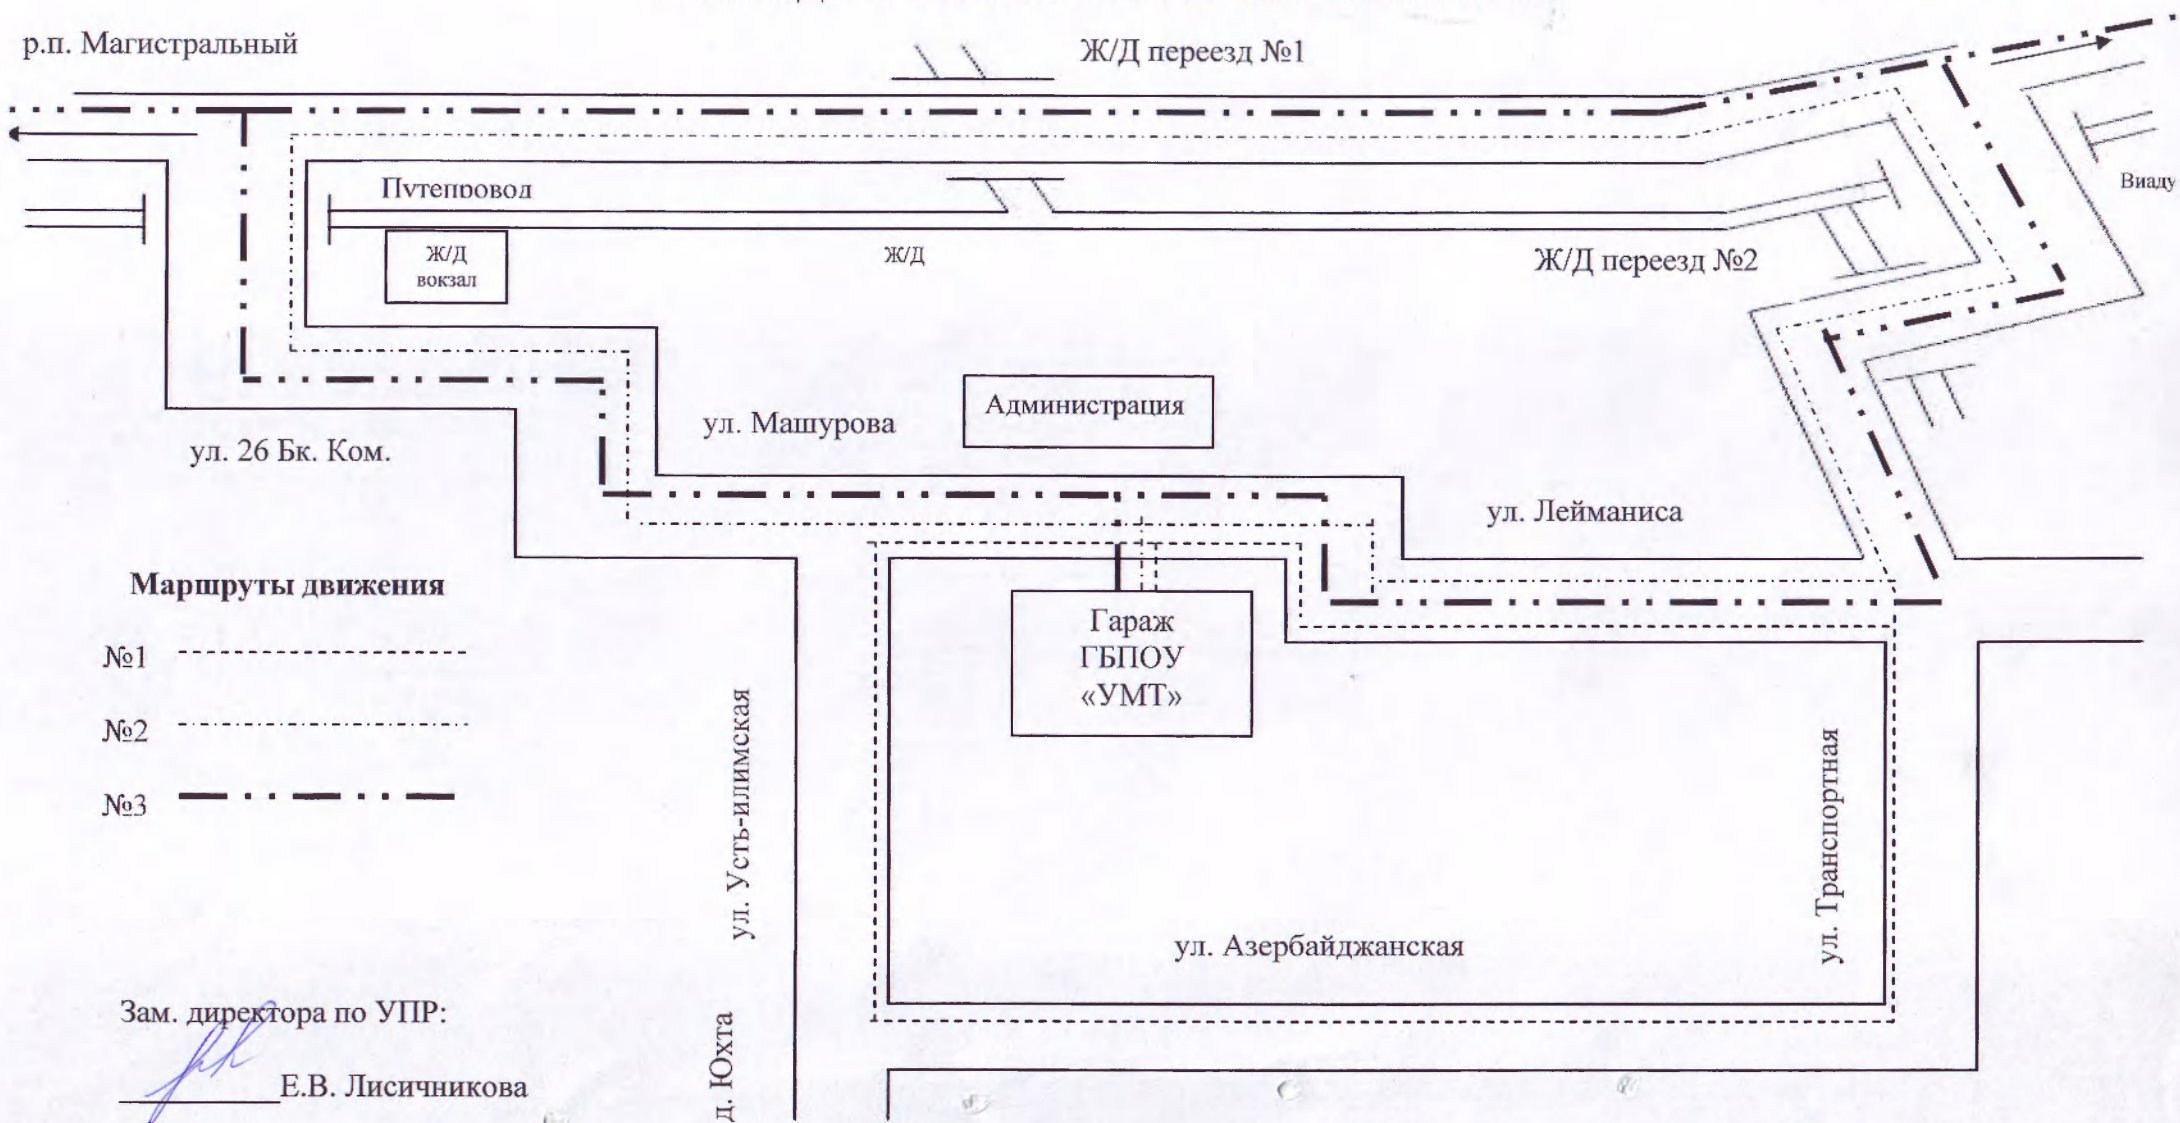 р.п. Магистральный
Ж/Д переезд №1
Путепровод
Виаду
Ж/Д
вокзал
Ж/Д
Ж/Д переезд №2
Администрация
ул. Машурова
ул. 26 Бк. Ком.
ул. Лейманиса
Маршруты движения
№1
№2
№3
Гараж
ГБПОУ
«УМТ»
ул. Усть-илимская
ул. Транспортная
ул. Азербайджанская
д. Юхта
Зам. директора по УПР:
Е.В. Лисичникова